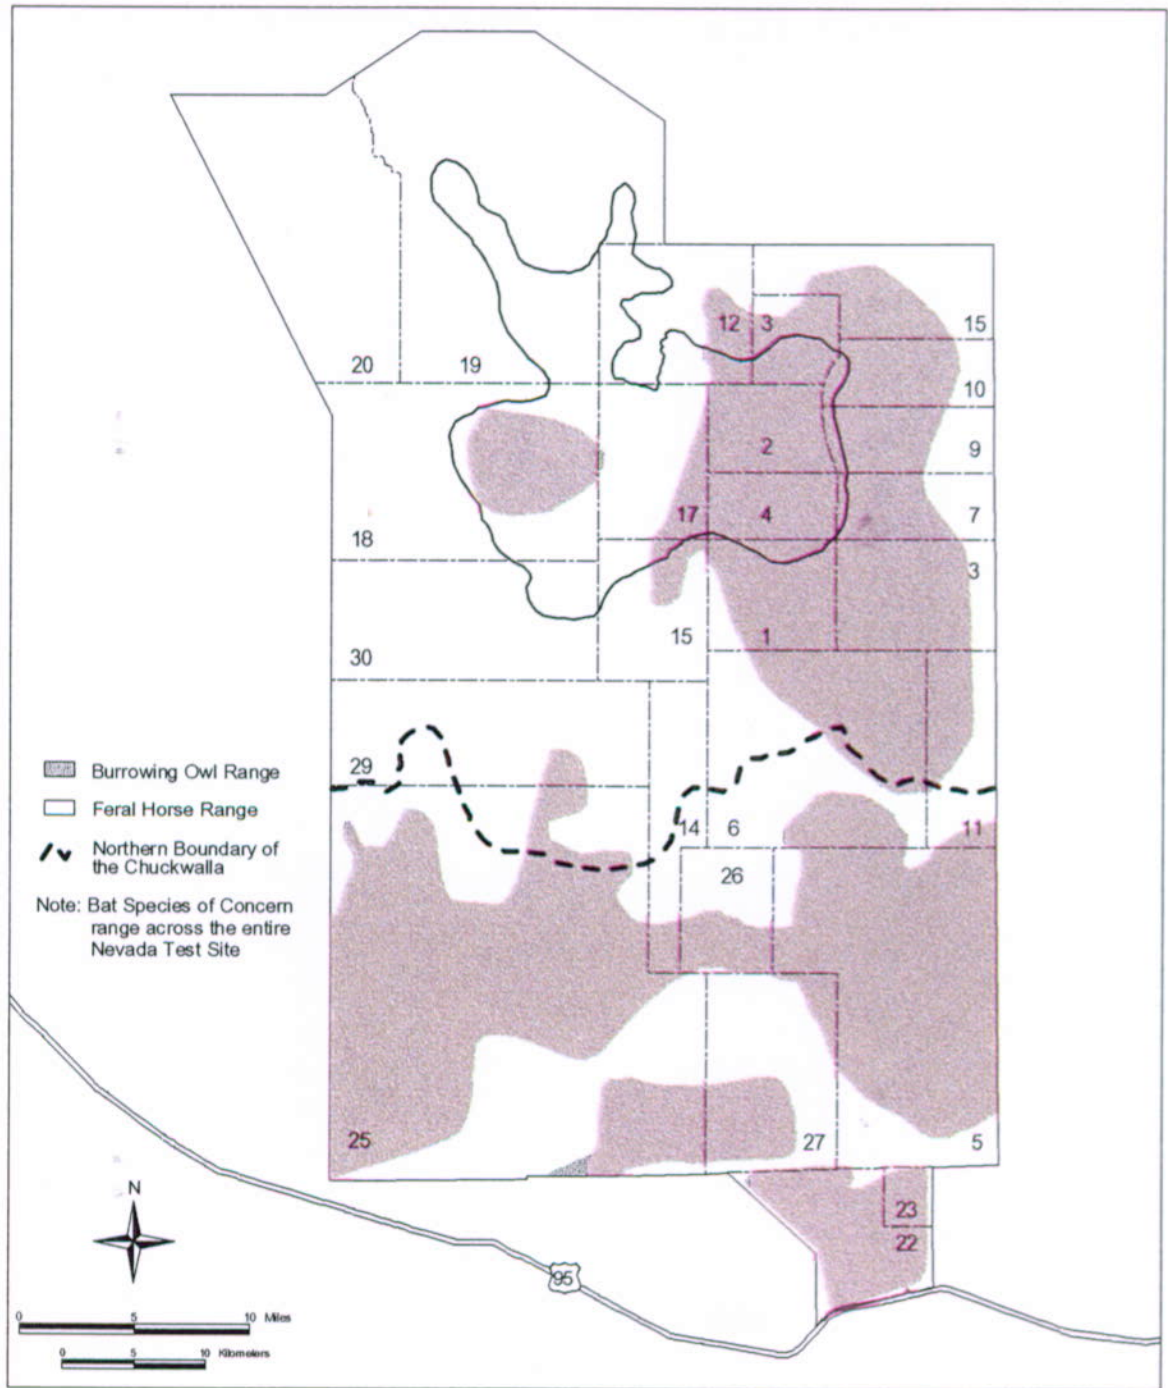 12
3
15
20
19
10
2
9
17
4
7
18
3
15
1
30
29
14
6
11
26
25
27
5
23
22
Burrowing Owl Range
Feral Horse Range
Northern Boundary of
the Chuckwalla
Note: Bat Species of Concern
range across the entire
Nevada Test Site
N
95
0 5 10 Miles
0 5 10 Kilometers